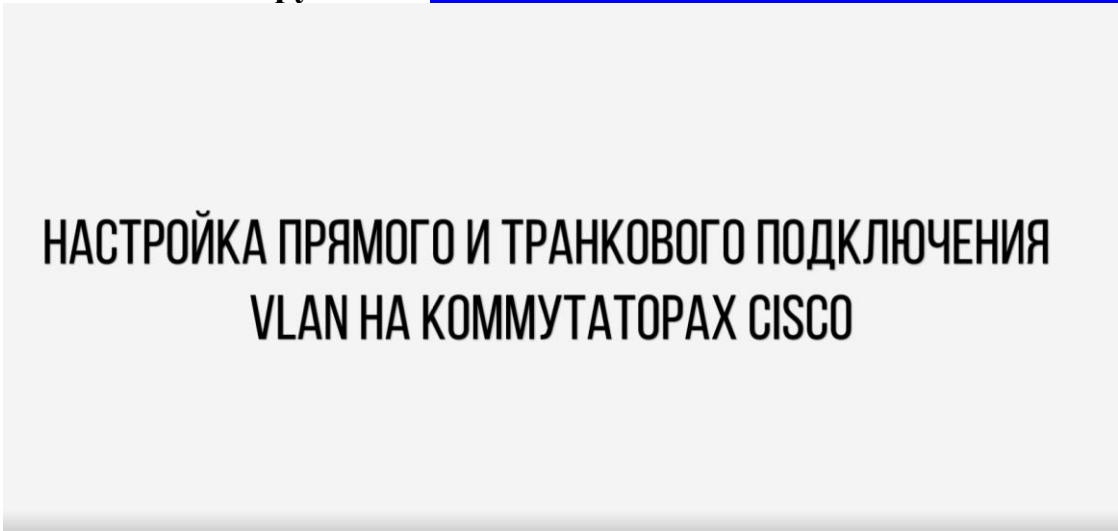 НАСТРОЙКА ПРЯМОГО И ТРАНКОВОГО ПОДКЛЮЧЕНИЯ
VLAN НА КОММУТАТОРАХ CISCO